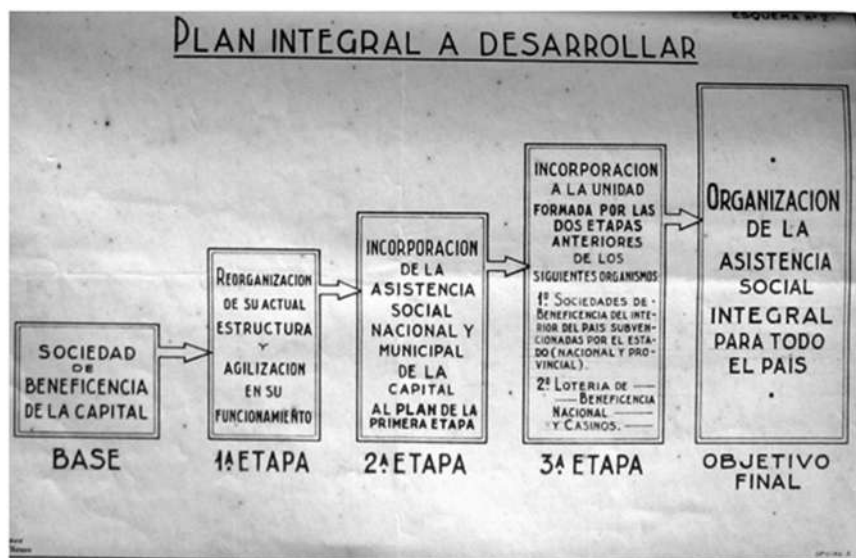 ESQUEMA Nº 2.
PLAN INTEGRAL A DESARROLLAR
SOCIEDAD
DE
BENEFICENCIA
DE LA CAPITAL
BASE
REORGANIZACION
DE SU ACTUAL
ESTRUCTURA
Y
AGILIZACION
EN SU
FUNCIONAMIENTO
1ª ETAPA
INCORPORACION
DE LA
ASISTENCIA
SOCIAL
NACIONAL Y
MUNICIPAL
DE LA
CAPITAL
AL PLAN DE LA
PRIMERA ETAPA
2ª ETAPA
INCORPORACION
A LA UNIDAD
FORMADA POR LAS
DOS ETAPAS
ANTERIORES
DE LOS
SIGUIENTES ORGANISMOS
1º SOCIEDADES DE-
BENEFICENCIA DEL INTE-
RIOR DEL PAIS SUBVEN-
CIONADAS POR EL ESTA-
DO (NACIONAL Y PRO-
VINCIAL).
2º LOTERIA DE
BENEFICENCIA
NACIONAL
Y CASINOS.
3ª ETAPA
ORGANIZACION
DE LA
ASISTENCIA
SOCIAL
INTEGRAL
PARA TODO
EL PAIS
OBJETIVO
FINAL